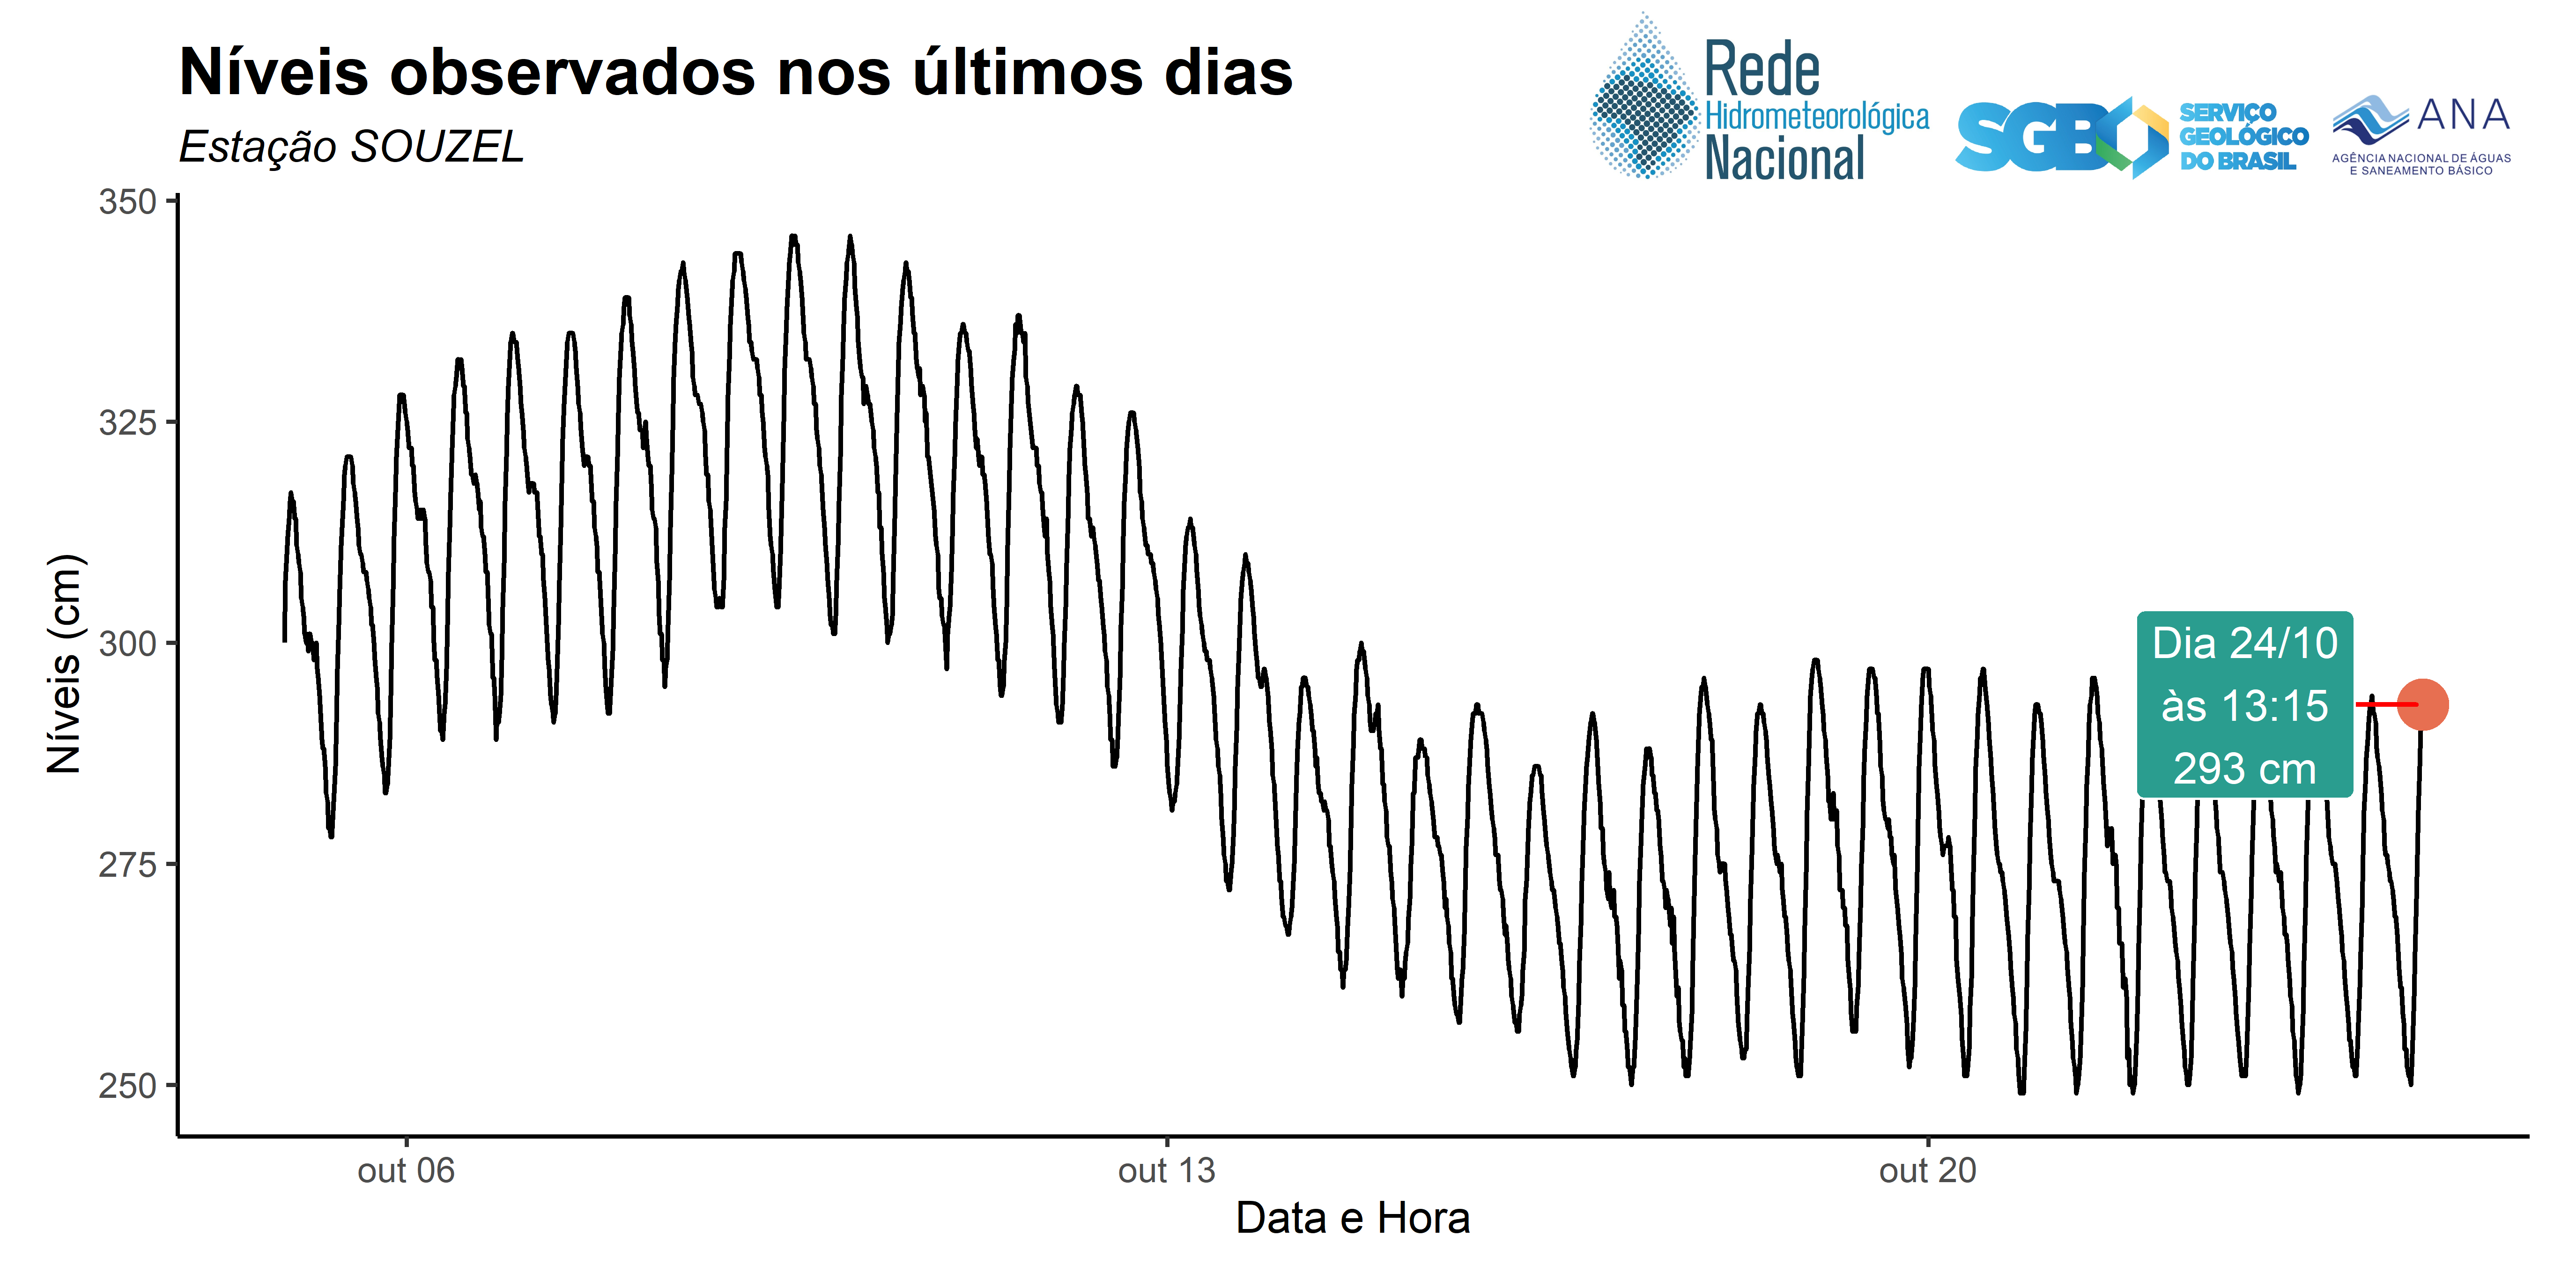 Níveis observados nos últimos dias
Estação SOUZEL
Rede
Hidrometeorológica
Nacional
SGB
SERVIÇO
GEOLÓGICO
DO BRASIL
ANA
AGÊNCIA NACIONAL DE ÁGUAS
E SANEAMENTO BÁSICO
350
325
300
275
250
Níveis (cm)
Dia 24/10
às 13:15
293 cm
out 06
out 13
out 20
Data e Hora